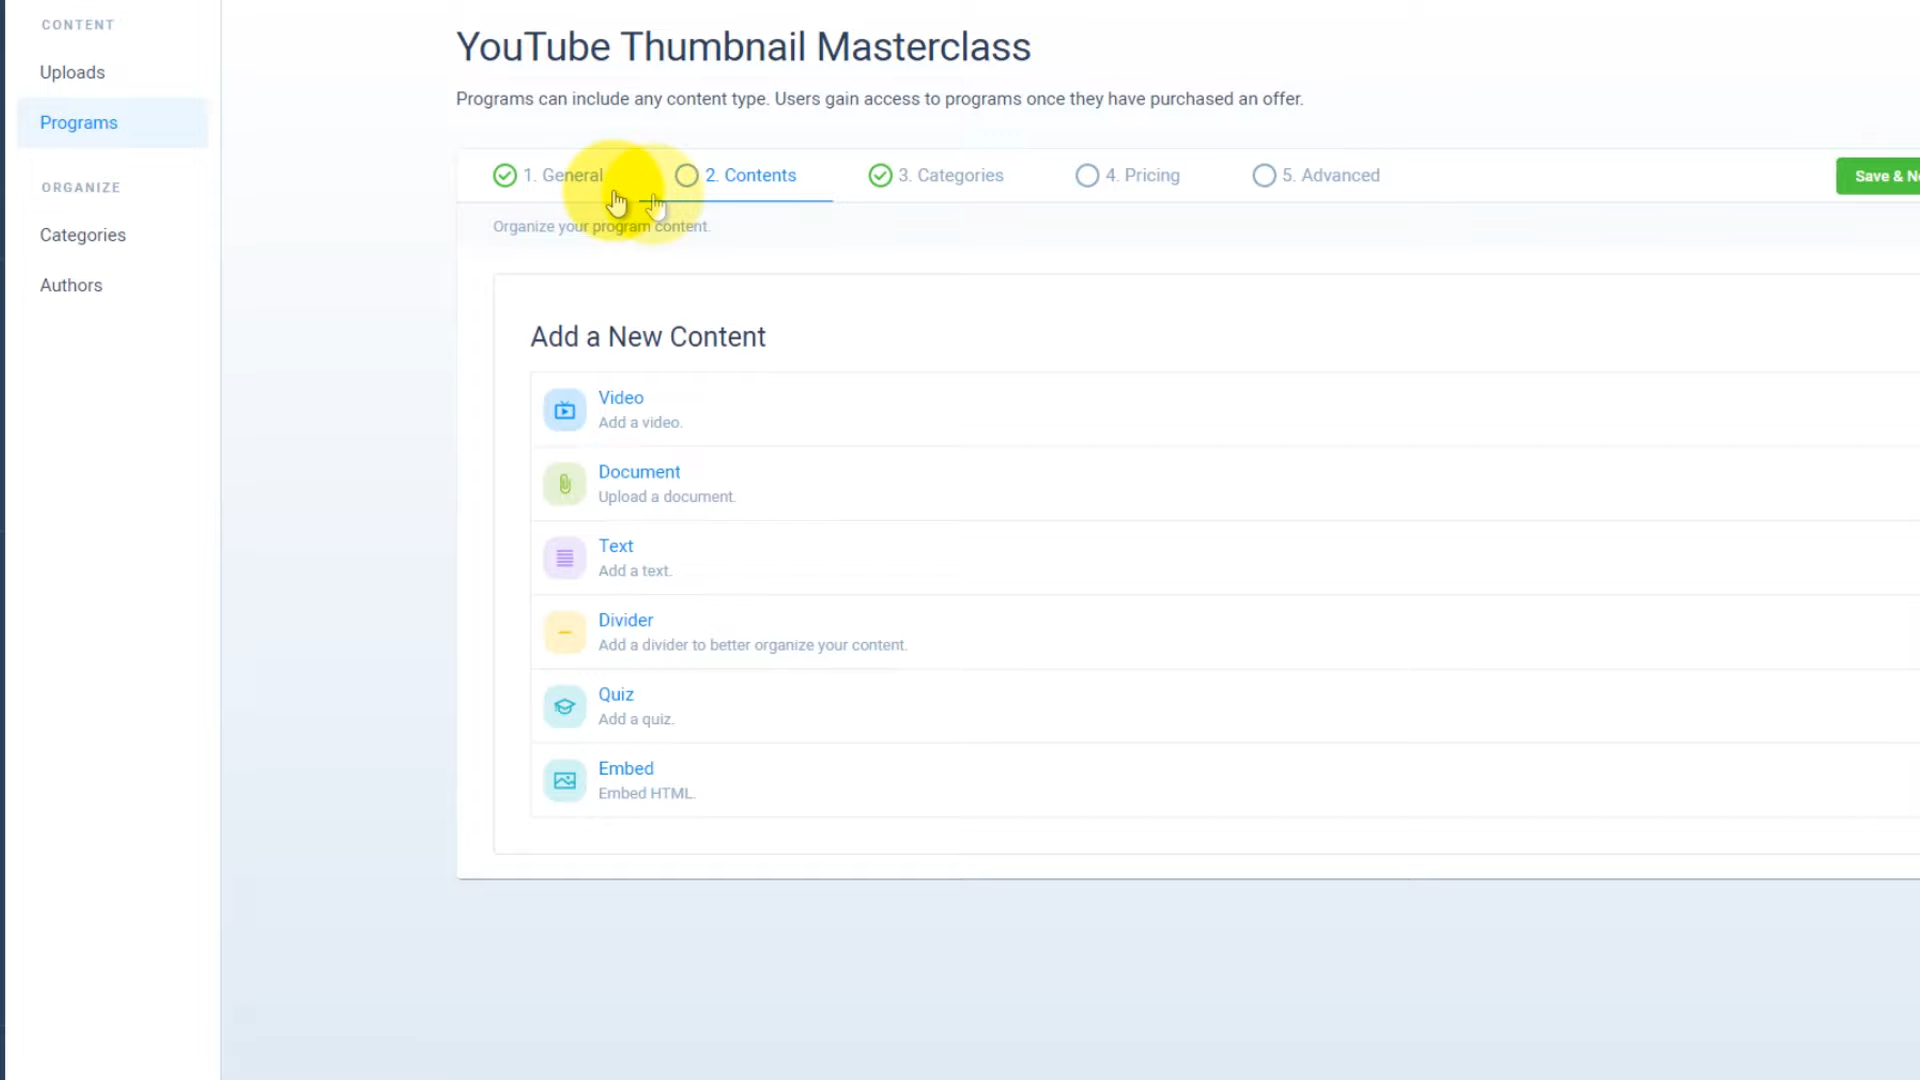 CONTENT
Uploads
Programs
ORGANIZE
Categories
Authors
YouTube Thumbnail Masterclass
Programs can include any content type. Users gain access to programs once they have purchased an offer.
1. General
2. Contents
3. Categories
4. Pricing
5. Advanced
Save & Ne
Organize your program content.
Add a New Content
Video
Add a video.
Document
Upload a document.
Text
Add a text.
Divider
Add a divider to better organize your content.
Quiz
Add a quiz.
Embed
Embed HTML.